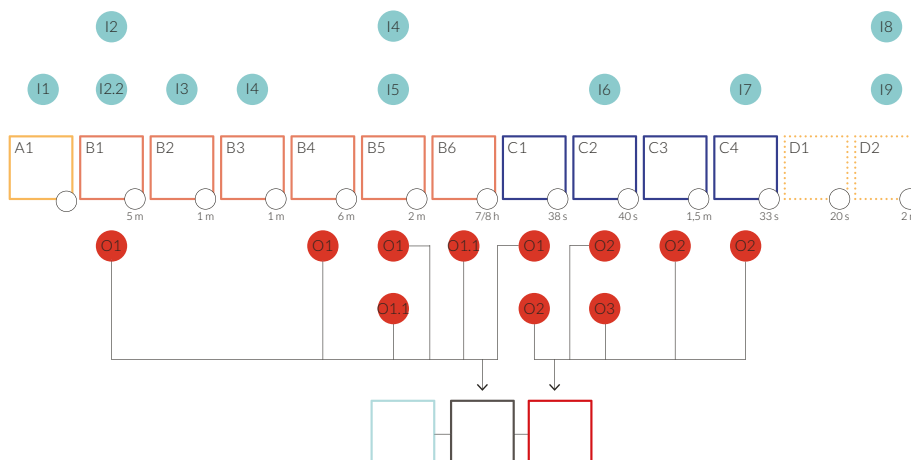 I2 I4 I8
I1 I2.2 I3 I4 I5 I6 I7 I9
A1 B1 B2 B3 B4 B5 B6 C1 C2 C3 C4 D1 D2
5 m 1 m 1 m 6 m 2 m 7/8 h 38 s 40 s 1,5 m 33 s 20 s
O1 O1 O1 O1.1 O1 O2 O2 O2
O1.1 O2 O3